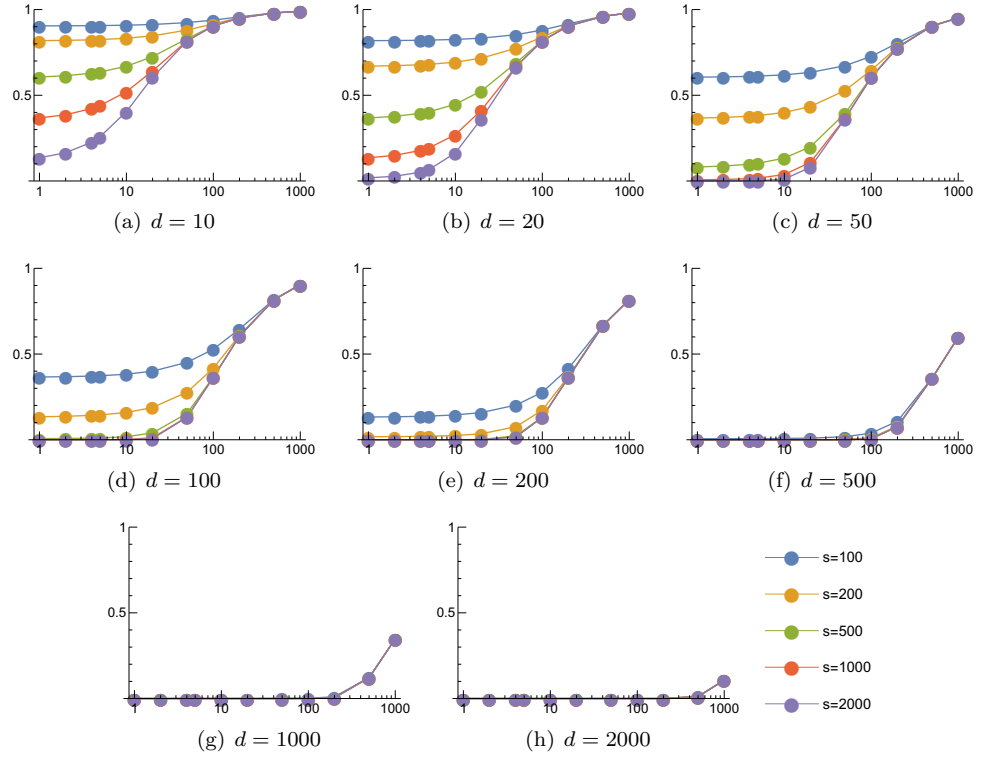 1
1
1
0.5
0.5
0.5
1 10 100 1000
1 10 100 1000
1 10 100 1000
(a) d = 10
(b) d = 20
(c) d = 50
1
1
1
0.5
0.5
0.5
1 10 100 1000
1 10 100 1000
1 10 100 1000
(d) d = 100
(e) d = 200
(f) d = 500
1
1
0.5
0.5
1 10 100 1000
1 10 100 1000
(g) d = 1000
(h) d = 2000
s=100
s=200
s=500
s=1000
s=2000